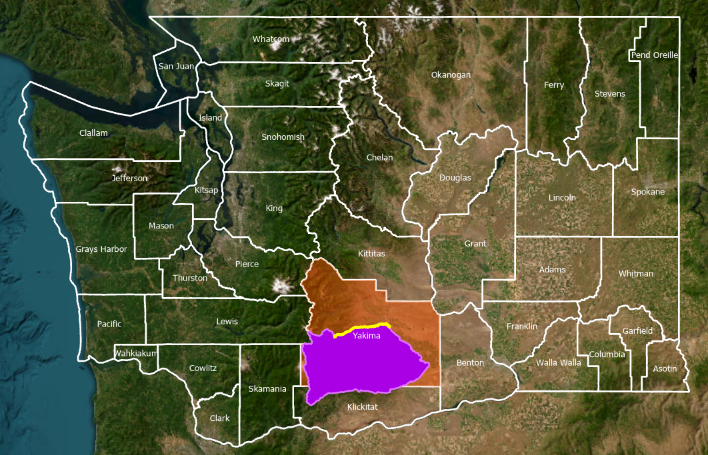 Whatcom
San Juan
Skagit
Okanogan
Ferry
Stevens
Pend Oreille
Island
Clallam
Snohomish
Chelan
Jefferson
Kitsap
Douglas
Lincoln
Spokane
Mason
King
Grays Harbor
Grant
Kittitas
Pierce
Thurston
Adams
Whitman
Pacific
Lewis
Yakima
Franklin
Garfield
Wahkiakum
Cowlitz
Skamania
Benton
Walla Walla
Columbia
Asotin
Klickitat
Clark